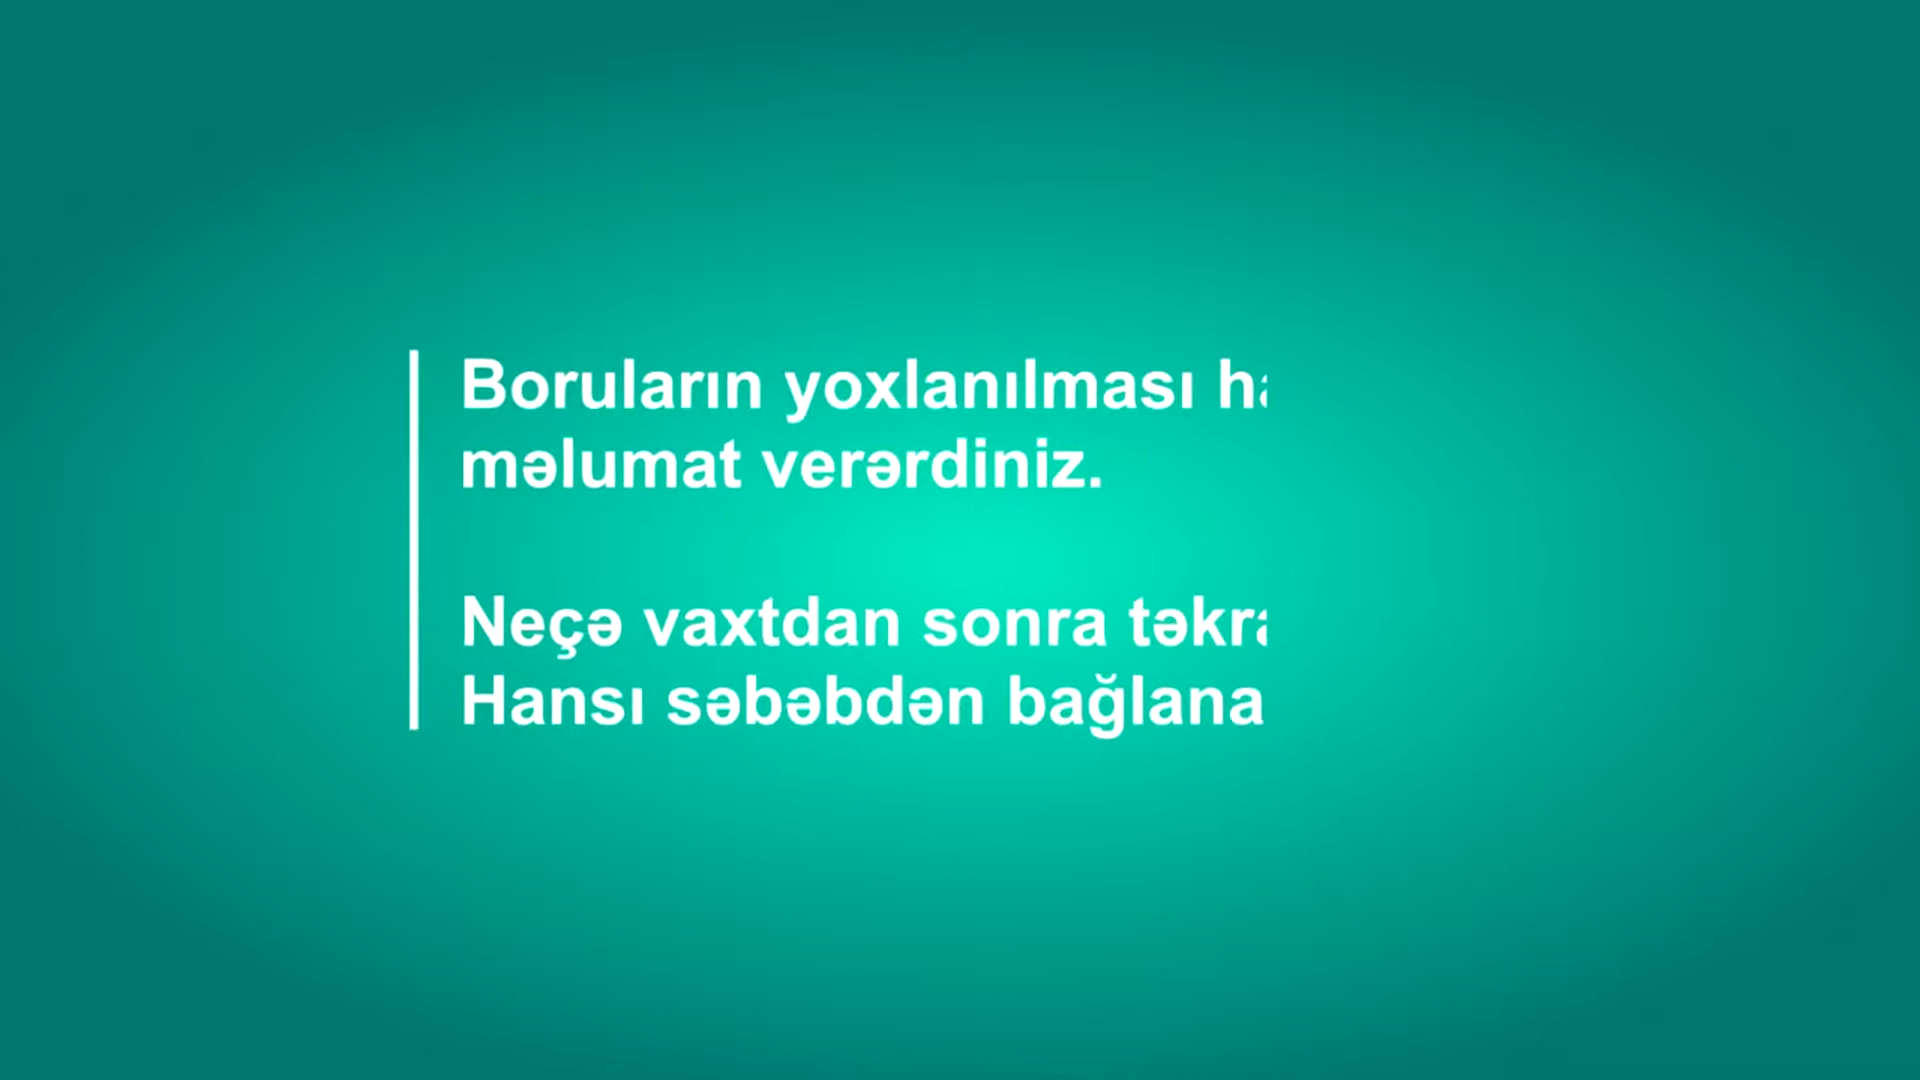 Boruların yoxlanılması
məlumat verərdiniz.
Neçə vaxtdan sonra
Hansı səbəbdən